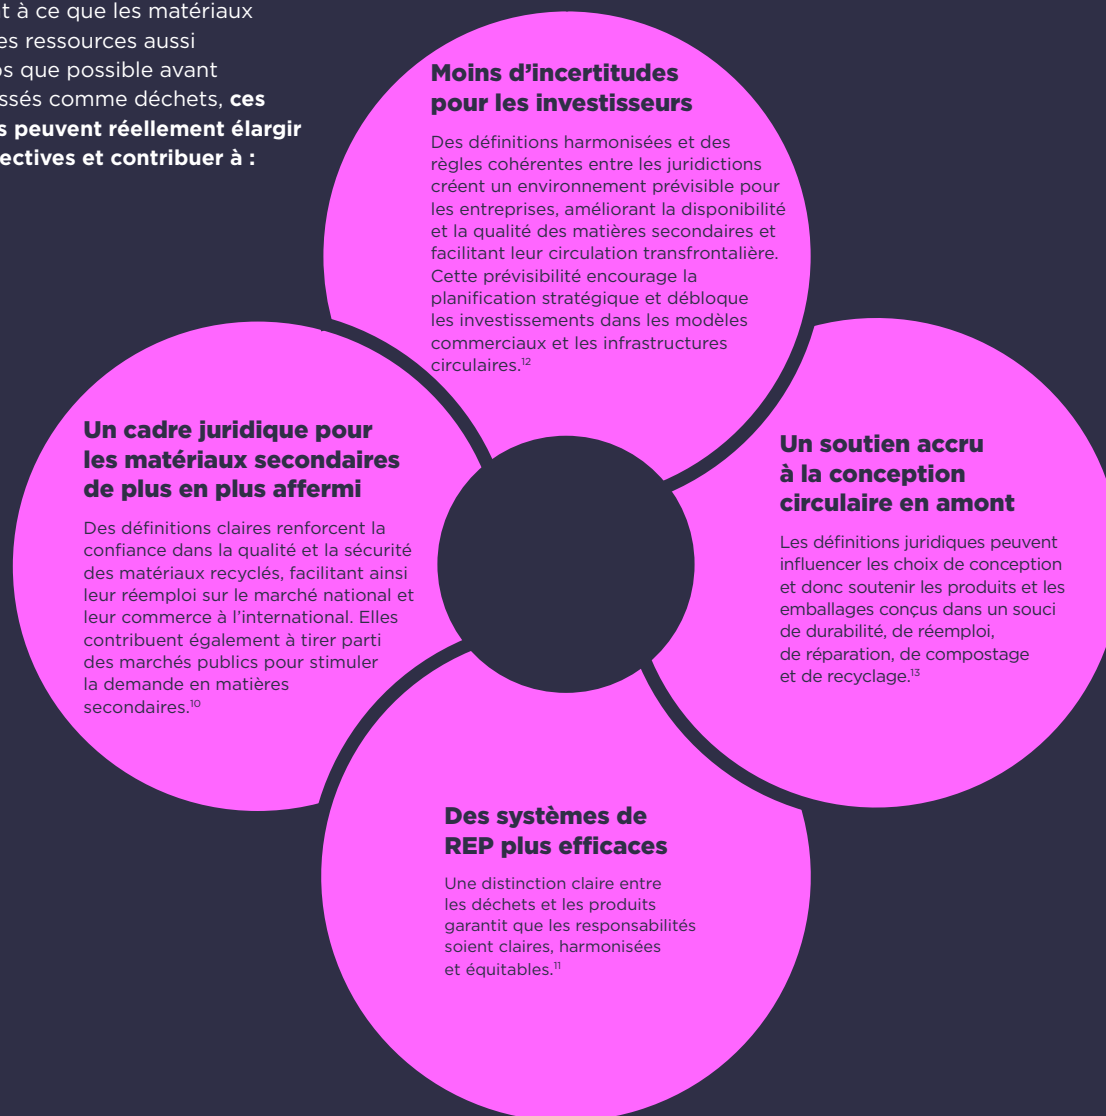 t à ce que les matériaux
es ressources aussi
s que possible avant
ssés comme déchets, ces
s peuvent réellement élargir
ectives et contribuer à :
Moins d’incertitudes
pour les investisseurs
Des définitions harmonisées et des
règles cohérentes entre les juridictions
créent un environnement prévisible pour
les entreprises, améliorant la disponibilité
et la qualité des matières secondaires et
facilitant leur circulation transfrontalière.
Cette prévisibilité encourage la
planification stratégique et débloque
les investissements dans les modèles
commerciaux et les infrastructures
circulaires.12
Un cadre juridique pour
les matériaux secondaires
de plus en plus affermi
Des définitions claires renforcent la
confiance dans la qualité et la sécurité
des matériaux recyclés, facilitant ainsi
leur réemploi sur le marché national et
leur commerce à l’international. Elles
contribuent également à tirer parti
des marchés publics pour stimuler
la demande en matières
secondaires.10
Un soutien accru
à la conception
circulaire en amont
Les définitions juridiques peuvent
influencer les choix de conception
et donc soutenir les produits et les
emballages conçus dans un souci
de durabilité, de réemploi,
de réparation, de compostage
et de recyclage.13
Des systèmes de
REP plus efficaces
Une distinction claire entre
les déchets et les produits
garantit que les responsabilités
soient claires, harmonisées
et équitables.11